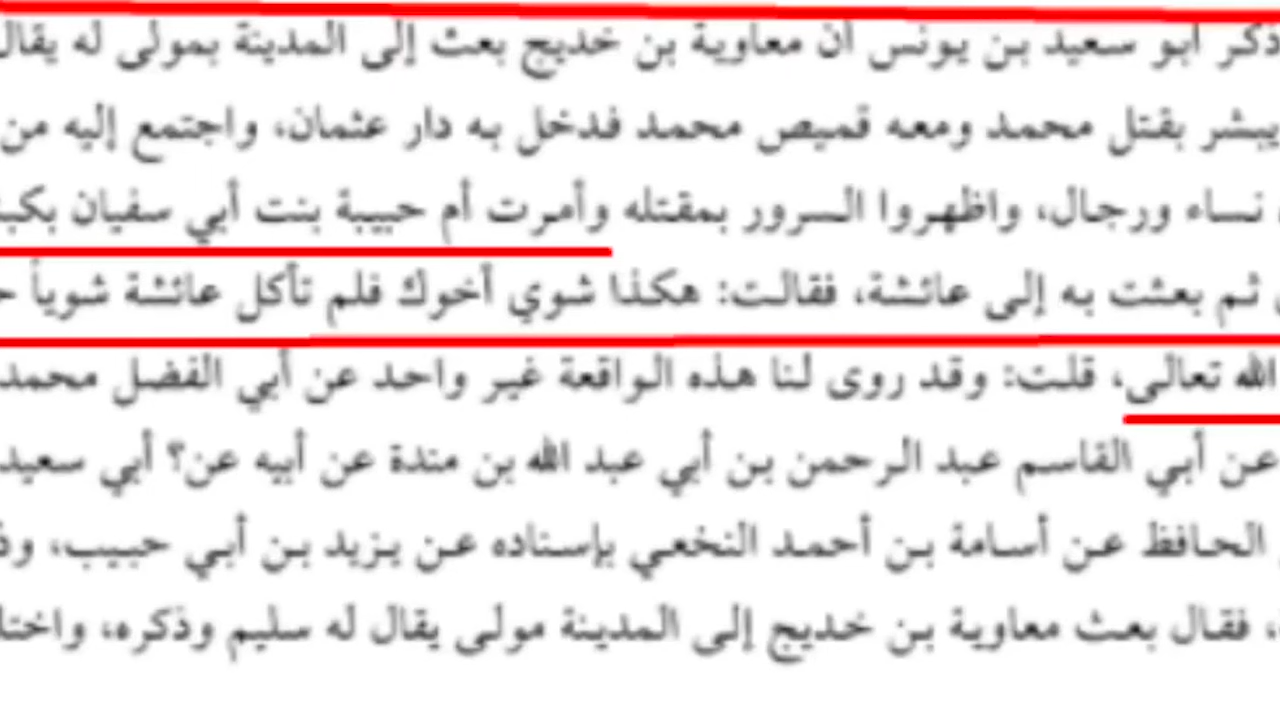 ذكر أبو سعيد بن يونس أن معاوية بن خديج بعث إلى المدينة بمولى له يقال
يبشر بقتل محمد ومعه قميص محمد فدخل به دار عثمان، واجتمع إليه من
نساء ورجال، واظهروا السرور بمقتله وأمرت أم حبيبة بنت أبي سفيان
ثم بعثت به إلى عائشة، فقالت: هكذا شوي أخوك فلم تأكل عائشة شوياً
الله تعالى، قلت: وقد روى لنا هذه الواقعة غير واحد عن أبي الفضل محمد
عن أبي القاسم عبد الرحمن بن أبي عبد الله بن مندة عن أبيه عن؟ أبي سعيد
الحافظ عن أسامة بن أحمد النخعي بإسناده عن يزيد بن أبي حبيب،
فقال بعث معاوية بن خديج إلى المدينة مولى يقال له سليم وذكره،